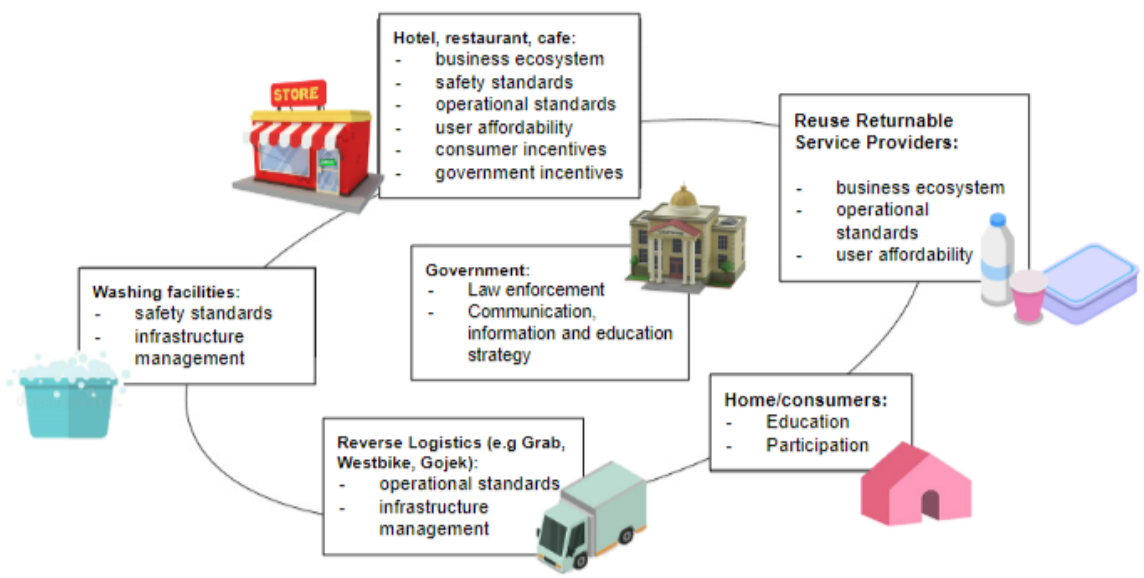 Hotel, restaurant, cafe:
- business ecosystem
- safety standards
- operational standards
- user affordability
- consumer incentives
- government incentives
STORE
Reuse Returnable
Service Providers:
- business ecosystem
- operational
standards
- user affordability
Government:
- Law enforcement
- Communication,
information and education
strategy
Washing facilities:
- safety standards
- infrastructure
management
Home/consumers:
- Education
- Participation
Reverse Logistics (e.g Grab,
Westbike, Gojek):
- operational standards
- infrastructure
management